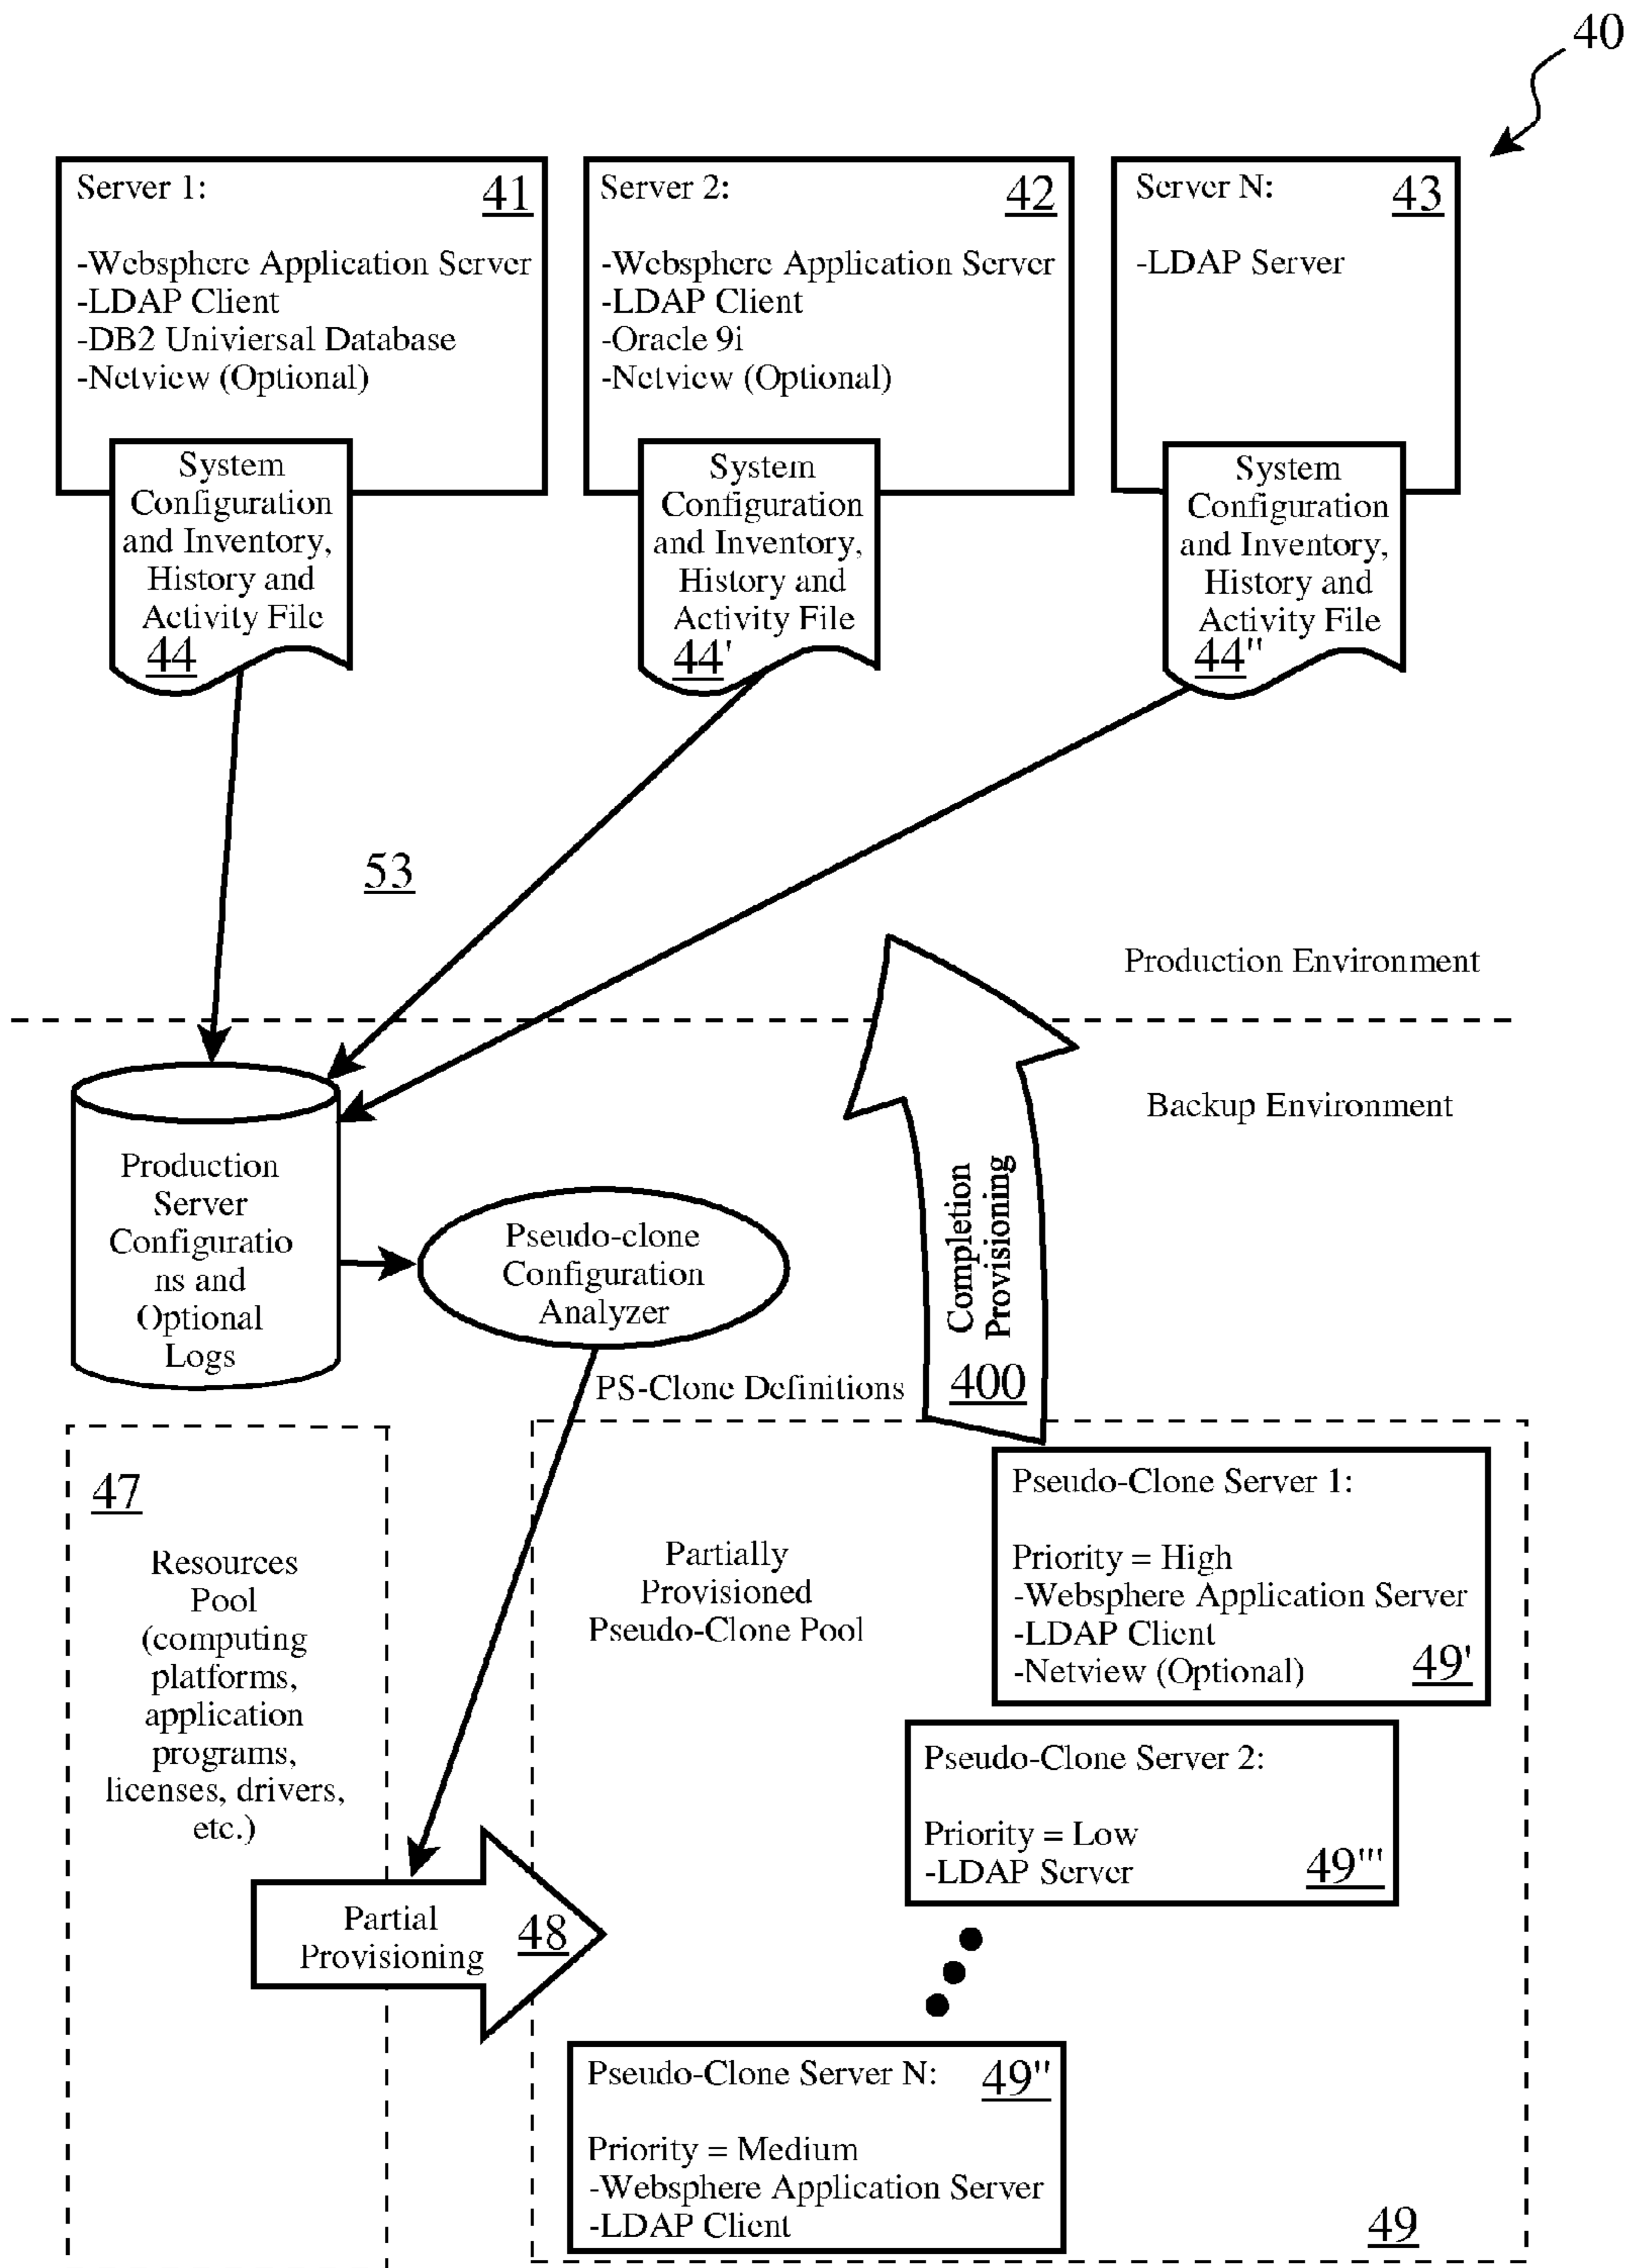 40
Server 1:
41
-Websphere Application Server
-LDAP Client
-DB2 Univiersal Database
-Netview (Optional)
Server 2:
42
-Websphere Application Server
-LDAP Client
-Oracle 9i
-Netview (Optional)
Server N:
43
-LDAP Server
System
Configuration
and Inventory,
History and
Activity File
44
System
Configuration
and Inventory,
History and
Activity File
44'
System
Configuration
and Inventory,
History and
Activity File
44"
53
Production Environment
Backup Environment
Production
Server
Configuratio
ns and
Optional
Logs
Pseudo-clone
Configuration
Analyzer
Completion
Provisioning
400
PS-Clone Definitions
47
Resources
Pool
(computing
platforms,
application
programs,
licenses, drivers,
etc.)
Partial
Provisioning
48
Partially
Provisioned
Pseudo-Clone Pool
Pseudo-Clone Server 1:
Priority = High
-Websphere Application Server
-LDAP Client
-Netview (Optional)
49'
Pseudo-Clone Server 2:
Priority = Low
-LDAP Server
49'''
Pseudo-Clone Server N:
49"
Priority = Medium
-Websphere Application Server
-LDAP Client
49